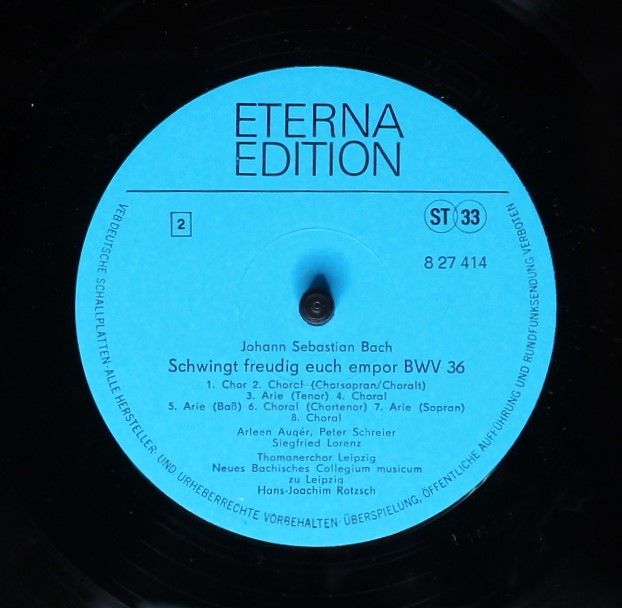 ETERNA
EDITION
2
ST 33
8 27 414
Johann Sebastian Bach
Schwingt freudig euch empor BWV 36
1. Chor 2. Choral (Chorsopran/Choralt)
3. Arie (Tenor) 4. Choral
5. Arie (Baß) 6. Choral (Chortenor) 7. Arie (Sopran)
8. Choral
Arleen Augér, Peter Schreier
Siegfried Lorenz
Thomanerchor Leipzig
Neues Bachisches Collegium musicum
zu Leipzig
Hans-Joachim Rotzsch
VEB DEUTSCHE SCHALLPLATTEN · ALLE HERSTELLER- UND URHEBERRECHTE VORBEHALTEN · ÜBERSPIELUNG, ÖFFENTLICHE AUFFÜHRUNG UND RUNDFUNKSENDUNG VERBOTEN